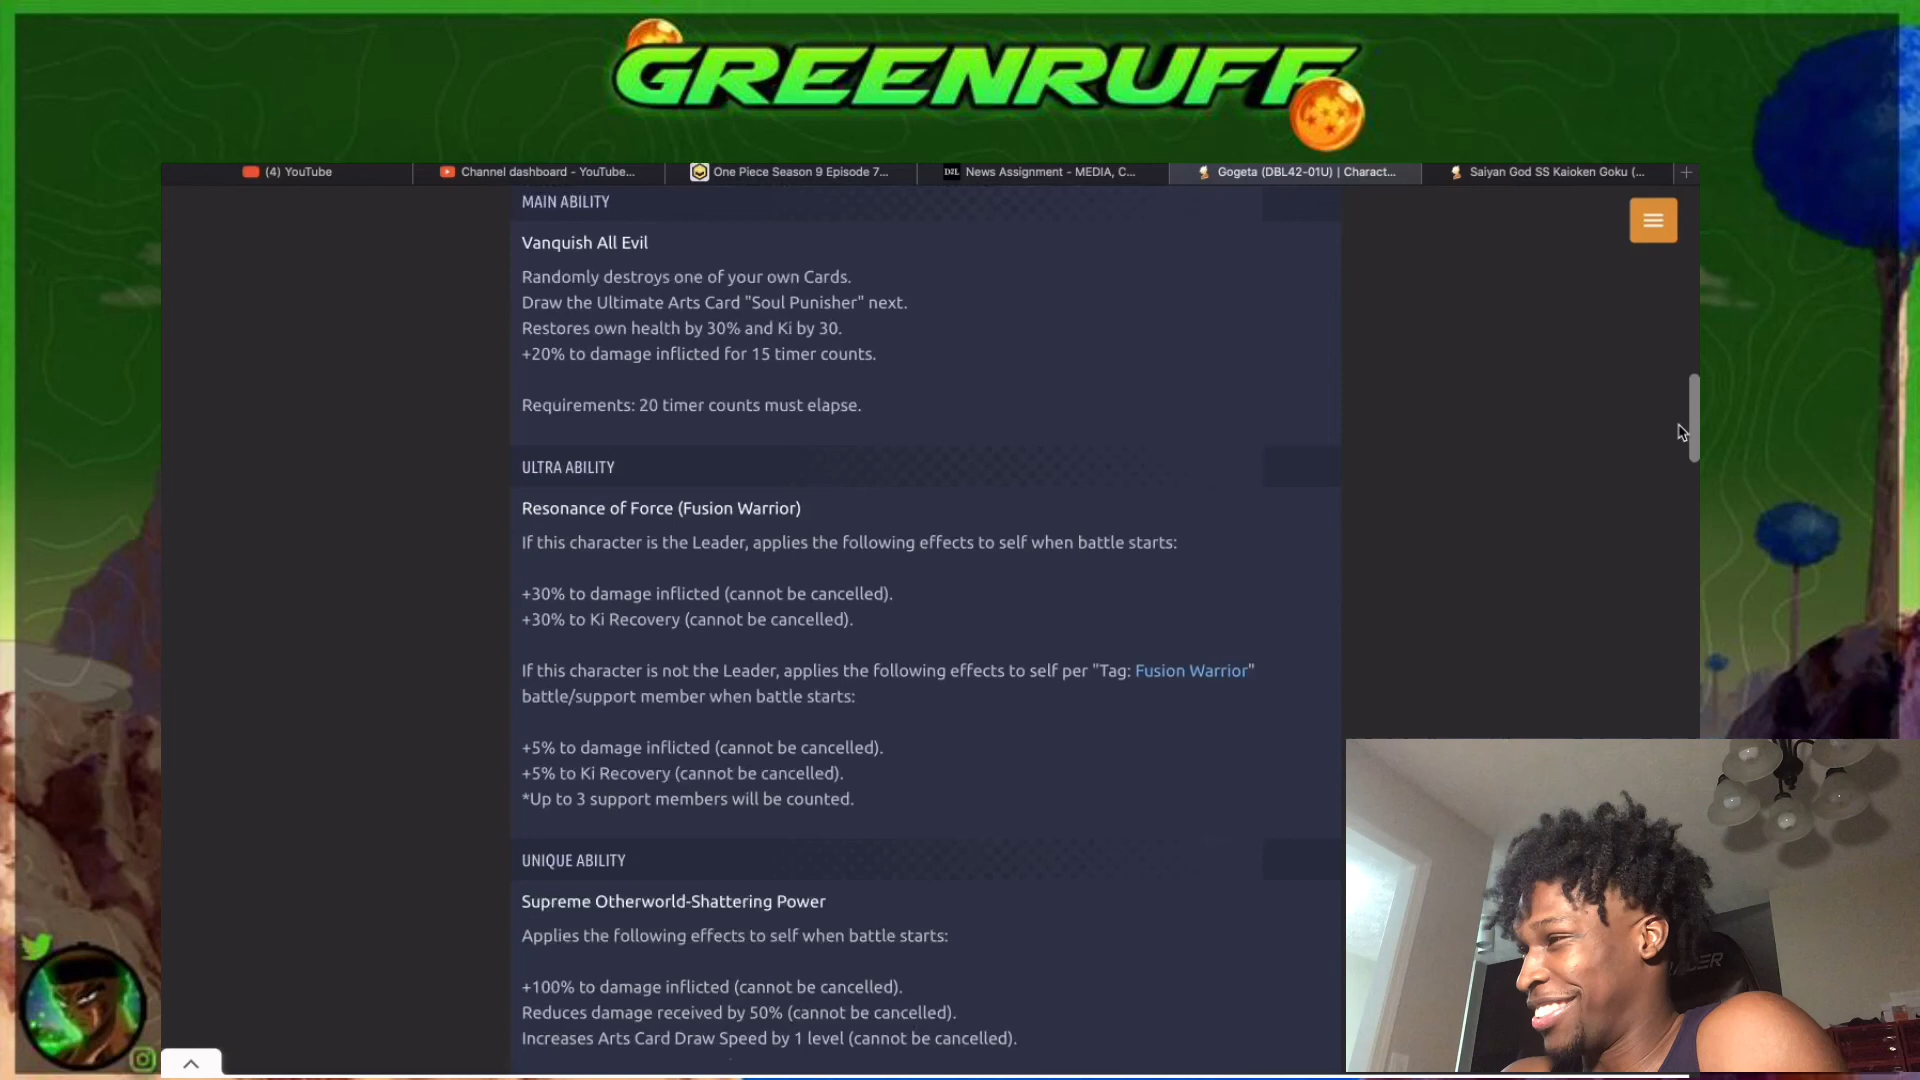 GREENRUFF
(4) YouTube
Channel dashboard - YouTube...
One Piece Season 9 Episode 7...
D2L
News Assignment - MEDIA, C...
Gogeta (DBL42-01U) | Charact...
Saiyan God SS Kaioken Goku (...
MAIN ABILITY
Vanquish All Evil
Randomly destroys one of your own Cards.
Draw the Ultimate Arts Card "Soul Punisher" next.
Restores own health by 30% and Ki by 30.
+20% to damage inflicted for 15 timer counts.
Requirements: 20 timer counts must elapse.
ULTRA ABILITY
Resonance of Force (Fusion Warrior)
If this character is the Leader, applies the following effects to self when battle starts:
+30% to damage inflicted (cannot be cancelled).
+30% to Ki Recovery (cannot be cancelled).
If this character is not the Leader, applies the following effects to self per "Tag: Fusion Warrior"
battle/support member when battle starts:
+5% to damage inflicted (cannot be cancelled).
+5% to Ki Recovery (cannot be cancelled).
*Up to 3 support members will be counted.
UNIQUE ABILITY
Supreme Otherworld-Shattering Power
Applies the following effects to self when battle starts:
+100% to damage inflicted (cannot be cancelled).
Reduces damage received by 50% (cannot be cancelled).
Increases Arts Card Draw Speed by 1 level (cannot be cancelled).